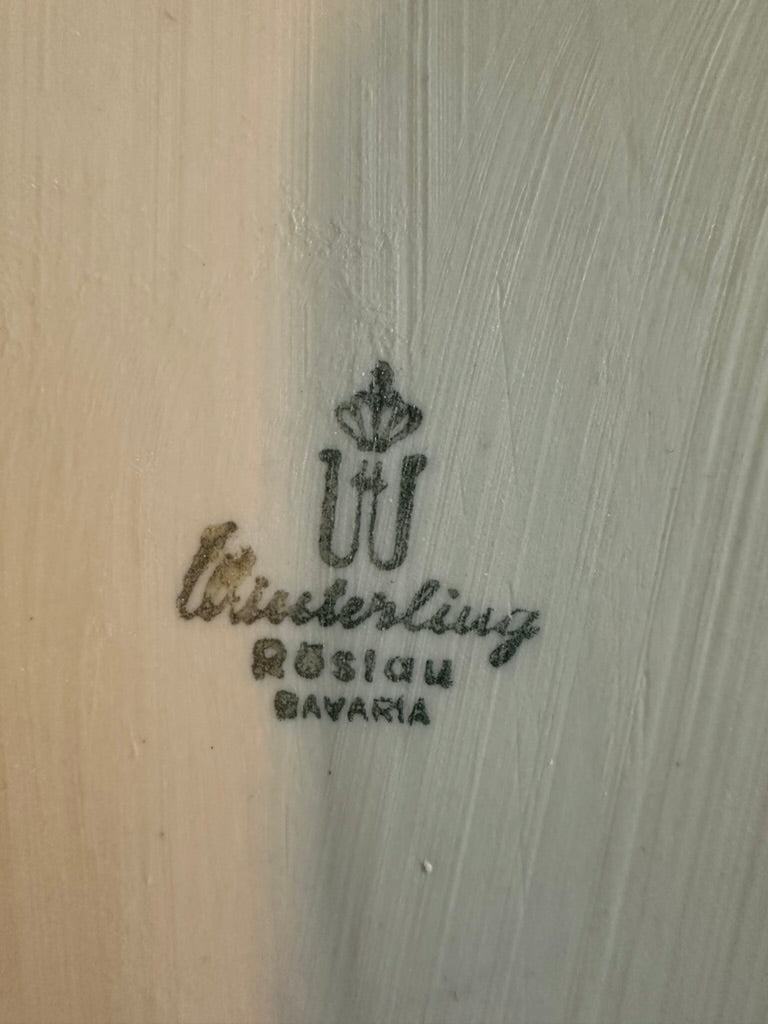 W
Winterling
Röslau
BAVARIA